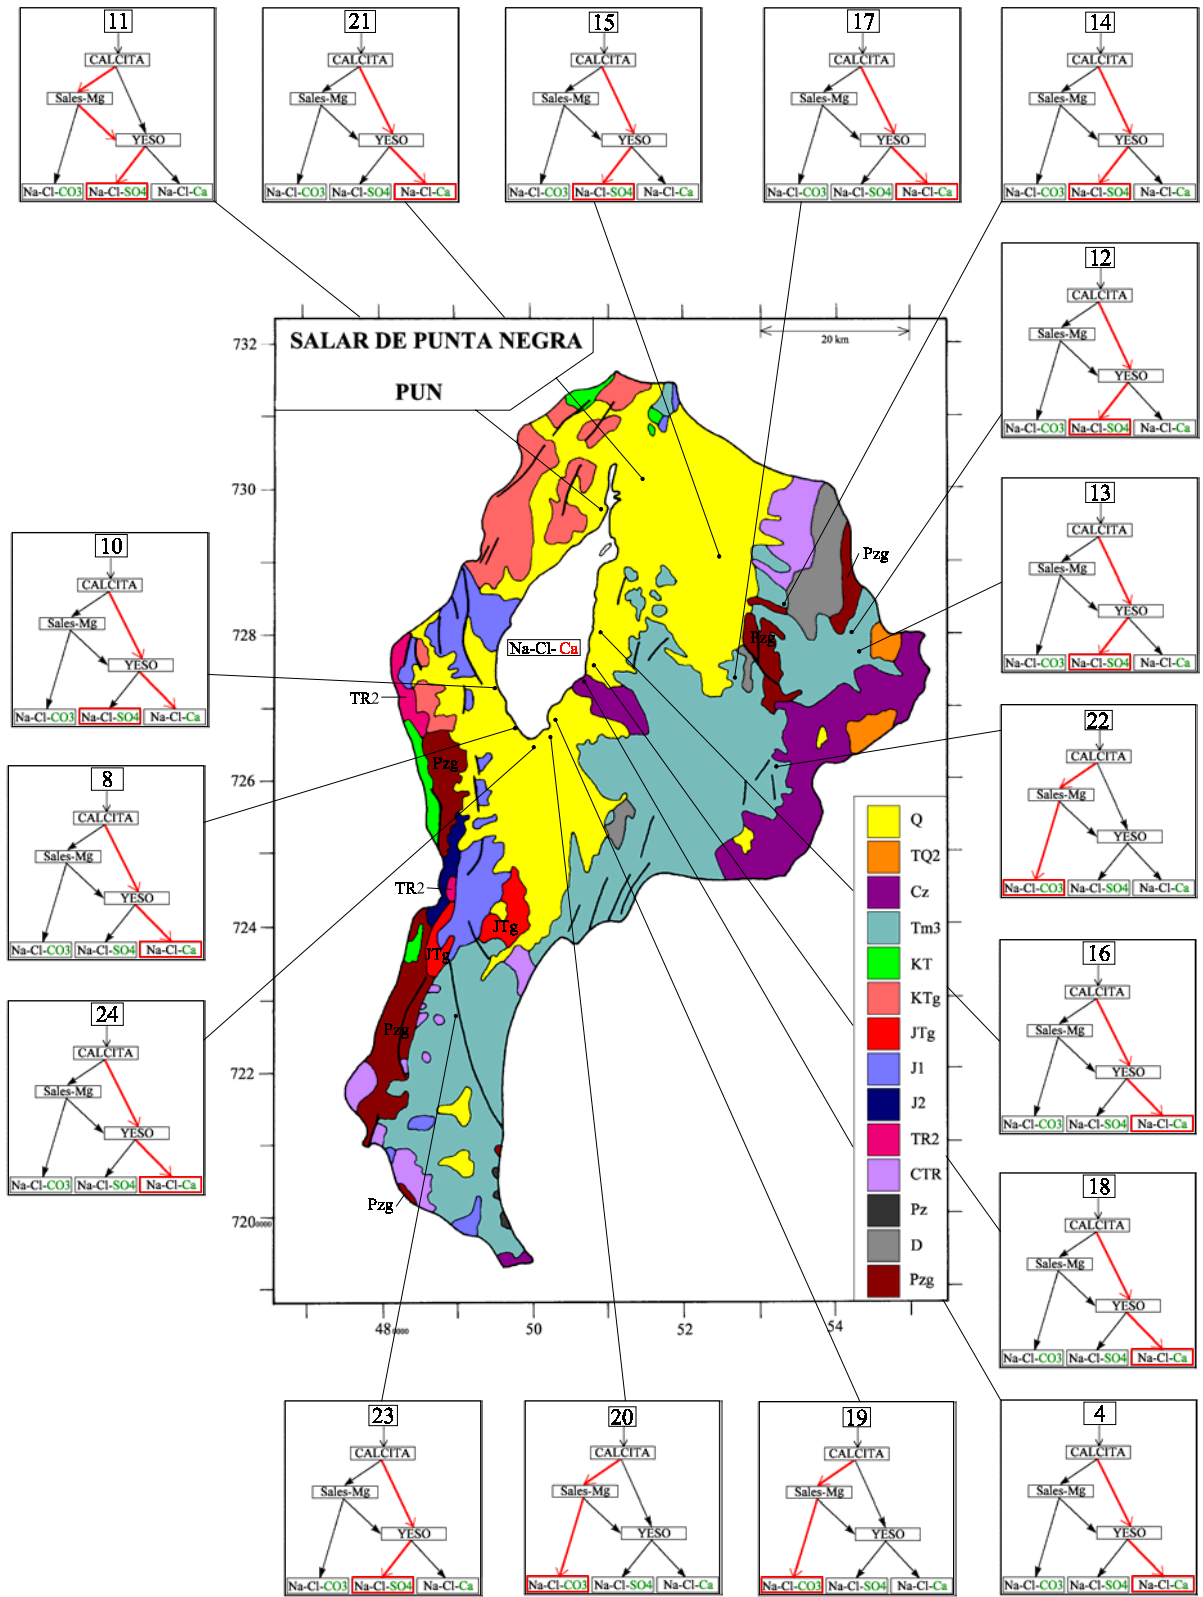 11
CALCITA
Sales-Mg
YESO
Na-Cl-CO3 Na-Cl-SO4 Na-Cl-Ca
21
CALCITA
Sales-Mg
YESO
Na-Cl-CO3 Na-Cl-SO4 Na-Cl-Ca
15
CALCITA
Sales-Mg
YESO
Na-Cl-CO3 Na-Cl-SO4 Na-Cl-Ca
17
CALCITA
Sales-Mg
YESO
Na-Cl-CO3 Na-Cl-SO4 Na-Cl-Ca
14
CALCITA
Sales-Mg
YESO
Na-Cl-CO3 Na-Cl-SO4 Na-Cl-Ca
12
CALCITA
Sales-Mg
YESO
Na-Cl-CO3 Na-Cl-SO4 Na-Cl-Ca
13
CALCITA
Sales-Mg
YESO
Na-Cl-CO3 Na-Cl-SO4 Na-Cl-Ca
22
CALCITA
Sales-Mg
YESO
Na-Cl-CO3 Na-Cl-SO4 Na-Cl-Ca
16
CALCITA
Sales-Mg
YESO
Na-Cl-CO3 Na-Cl-SO4 Na-Cl-Ca
18
CALCITA
Sales-Mg
YESO
Na-Cl-CO3 Na-Cl-SO4 Na-Cl-Ca
4
CALCITA
Sales-Mg
YESO
Na-Cl-CO3 Na-Cl-SO4 Na-Cl-Ca
19
CALCITA
Sales-Mg
YESO
Na-Cl-CO3 Na-Cl-SO4 Na-Cl-Ca
20
CALCITA
Sales-Mg
YESO
Na-Cl-CO3 Na-Cl-SO4 Na-Cl-Ca
23
CALCITA
Sales-Mg
YESO
Na-Cl-CO3 Na-Cl-SO4 Na-Cl-Ca
24
CALCITA
Sales-Mg
YESO
Na-Cl-CO3 Na-Cl-SO4 Na-Cl-Ca
8
CALCITA
Sales-Mg
YESO
Na-Cl-CO3 Na-Cl-SO4 Na-Cl-Ca
10
CALCITA
Sales-Mg
YESO
Na-Cl-CO3 Na-Cl-SO4 Na-Cl-Ca
SALAR DE PUNTA NEGRA
PUN
20 km
732
730
728
726
724
722
7200000
480000
50
52
54
Pzg
Pzg
Na-Cl-Ca
TR2
Pzg
TR2
JTg
JTg
Pzg
Pzg
Q
TQ2
Cz
Tm3
KT
KTg
JTg
J1
J2
TR2
CTR
Pz
D
Pzg